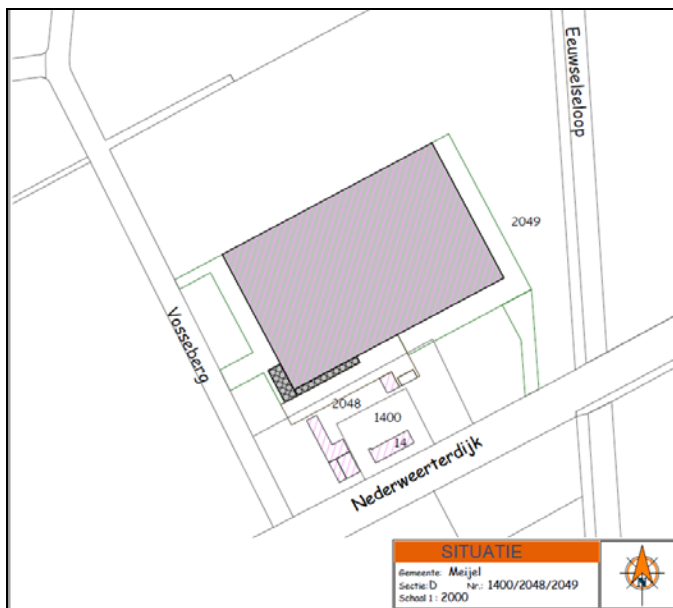 Eeuwselseloop
2049
Vosseberg
2048
1400
14
Nederweerterdijk
SITUATIE
Gemeente: Meijel
Sectie: D Nr.: 1400/2048/2049
Schaal 1: 2000
N